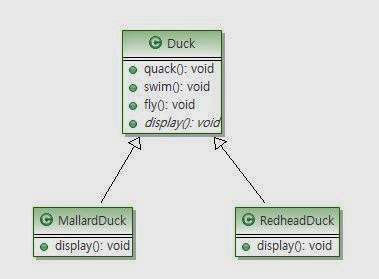 Duck
quack(): void
swim(): void
fly(): void
display(): void
MallardDuck
display(): void
RedheadDuck
display(): void